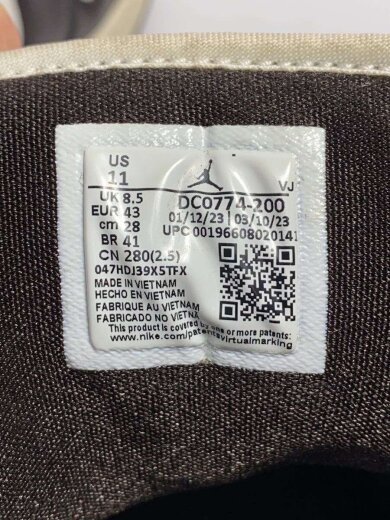 US
11
VJ
UK 8.5
DC0774-200
EUR 43
01/12/23 03/10/23
cm 28
UPC 00196608020141
BR 41
CN 280(2.5)
047HDJ39X5TFX
MADE IN VIETNAM
HECHO EN VIETNAM
FABRIQUE AU VIETNAM
FABRICADO NO VIETNA
This product is covered by one or more patents:
www.nike.com/patentsvirtualmarking